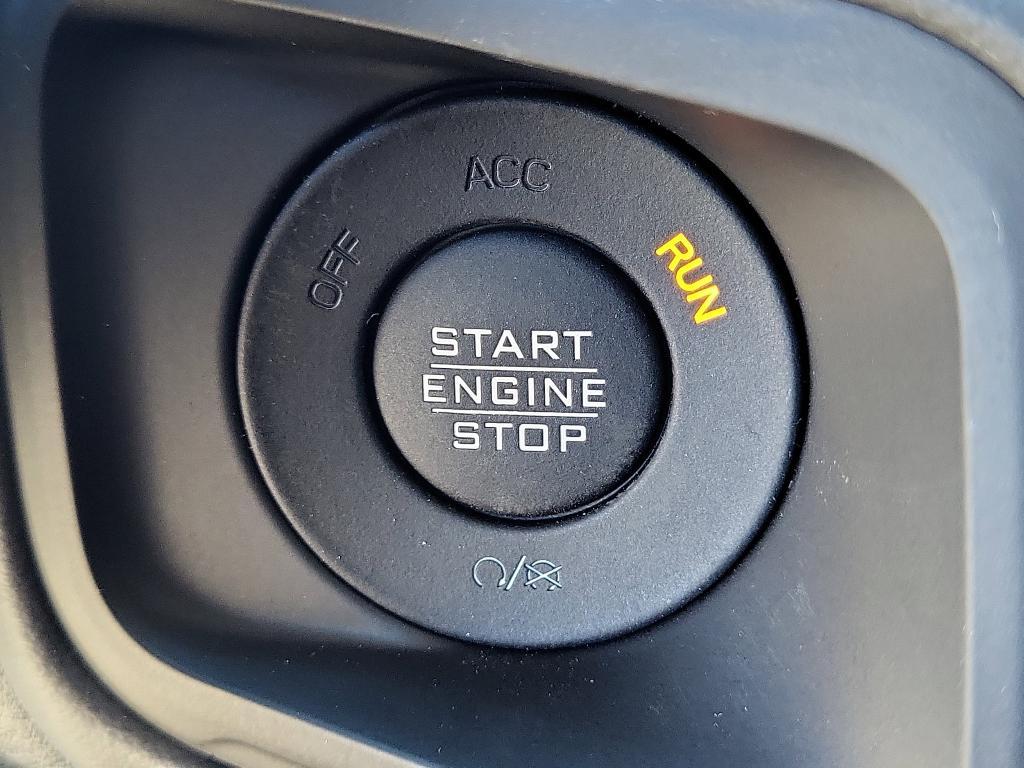 ACC
OFF
RUN
START
ENGINE
STOP